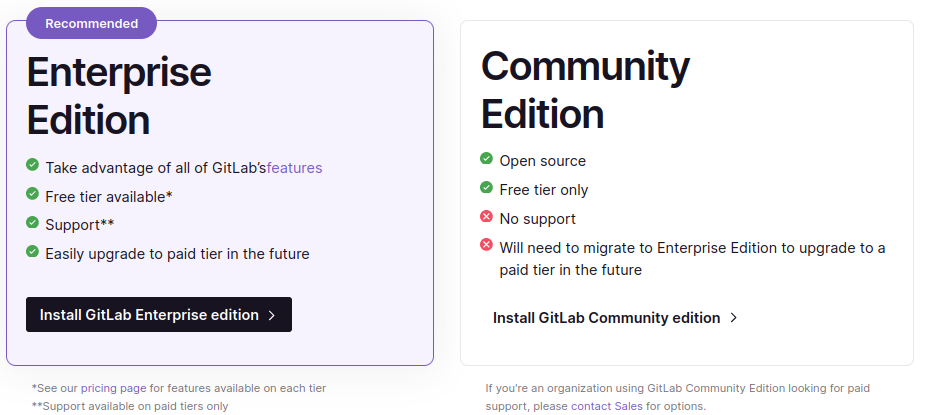 Recommended
Enterprise
Edition
Take advantage of all of GitLab'sfeatures
Free tier available*
Support**
Easily upgrade to paid tier in the future
Install GitLab Enterprise edition
*See our pricing page for features available on each tier
**Support available on paid tiers only
Community
Edition
Open source
Free tier only
No support
Will need to migrate to Enterprise Edition to upgrade to a
paid tier in the future
Install GitLab Community edition
If you're an organization using GitLab Community Edition looking for paid
support, please contact Sales for options.